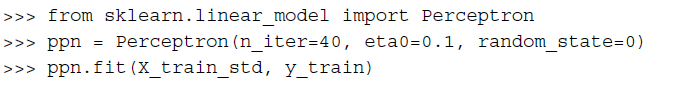 >>> from sklearn.linear_model import Perceptron
>>> ppn = Perceptron(n_iter=40, eta0=0.1, random_state=0)
>>> ppn.fit(X_train_std, y_train)